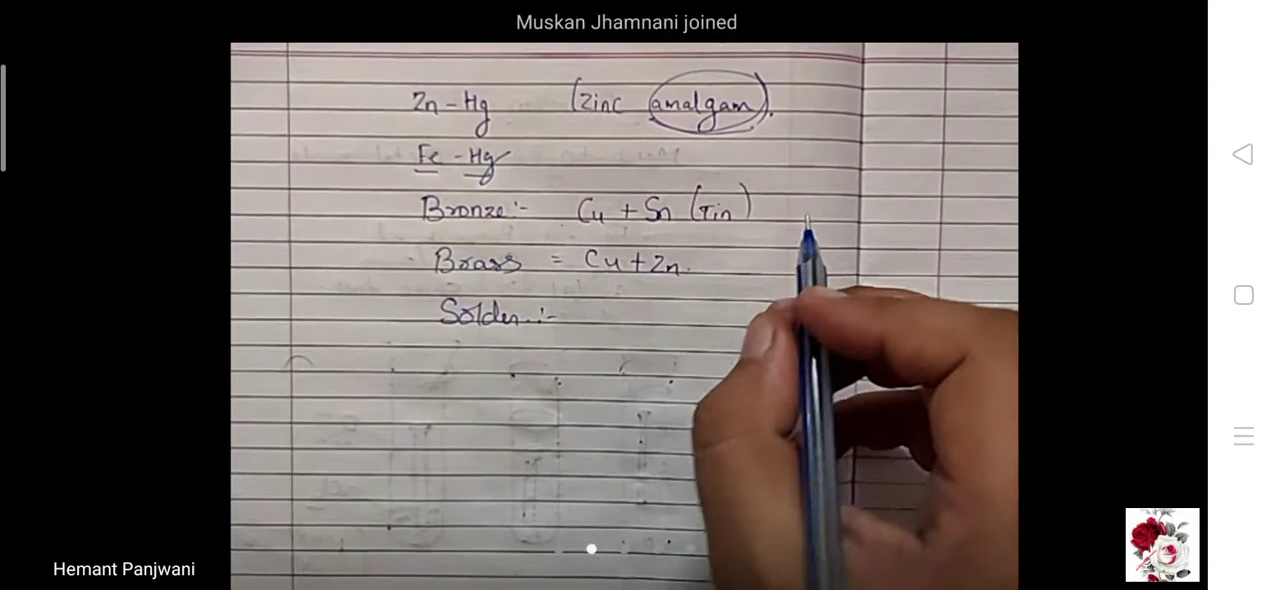 Muskan Jhamnani joined
Zn - Hg (Zinc amalgam).
Fe - Hg
Bronze :- Cu + Sn (Tin)
Brass = Cu + Zn.
Solder :-
Hemant Panjwani